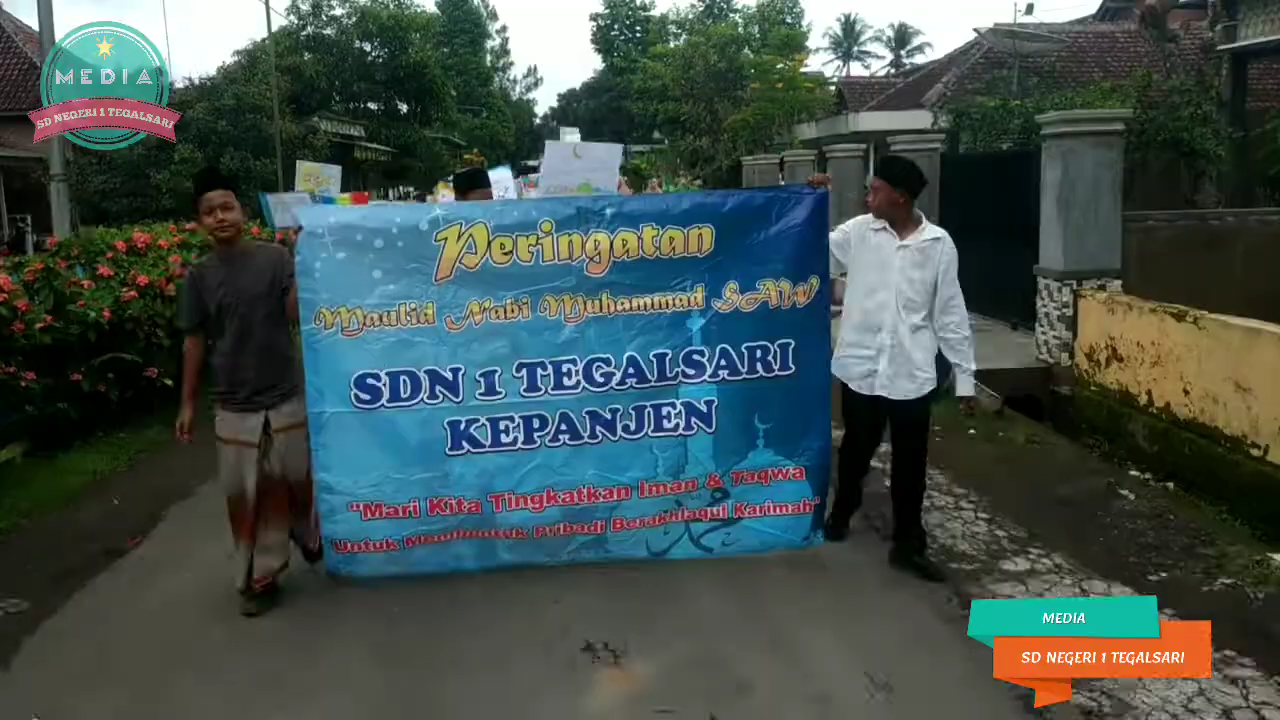 MEDIA
SD NEGERI 1 TEGALSARI
Peringatan
Maulid Nabi Muhammad SAW
SDN 1 TEGALSARI
KEPANJEN
"Mari Kita Tingkatkan Iman & Taqwa
Untuk Membentuk Pribadi Berakhlaqul Karimah"
محمد
MEDIA
SD NEGERI 1 TEGALSARI